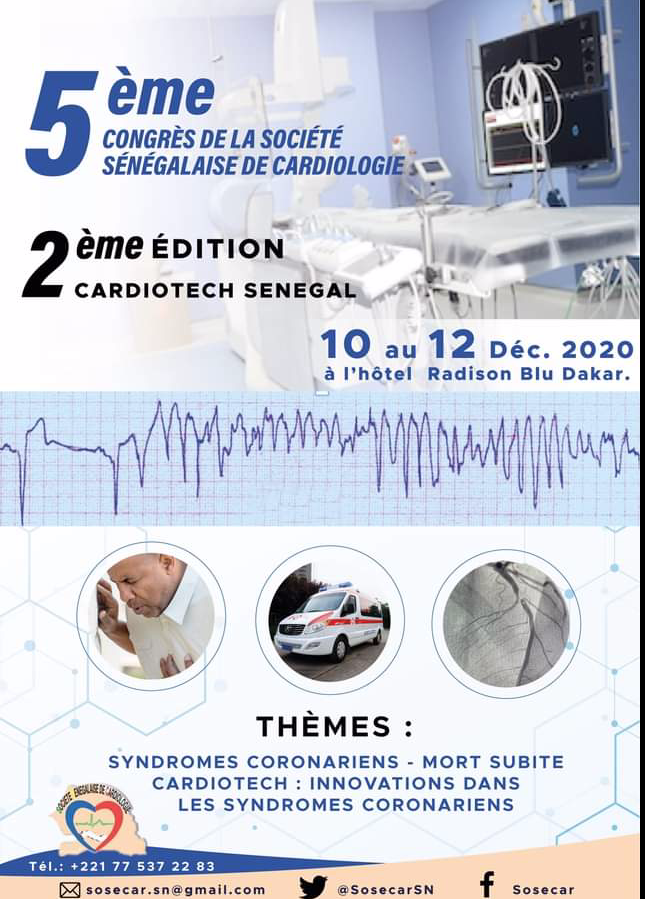 5ème
CONGRÈS DE LA SOCIÉTÉ
SÉNÉGALAISE DE CARDIOLOGIE
2ème ÉDITION
CARDIOTECH SENEGAL
10 au 12 Déc. 2020
à l'hôtel Radison Blu Dakar.
THÈMES :
SYNDROMES CORONARIENS - MORT SUBITE
CARDIOTECH : INNOVATIONS DANS
LES SYNDROMES CORONARIENS
SOCIÉTÉ ENEGALAISE DE CARDIOLOGIE
Tél.: +221 77 537 22 83
sosecar.sn@gmail.com @SosecarSN Sosecar